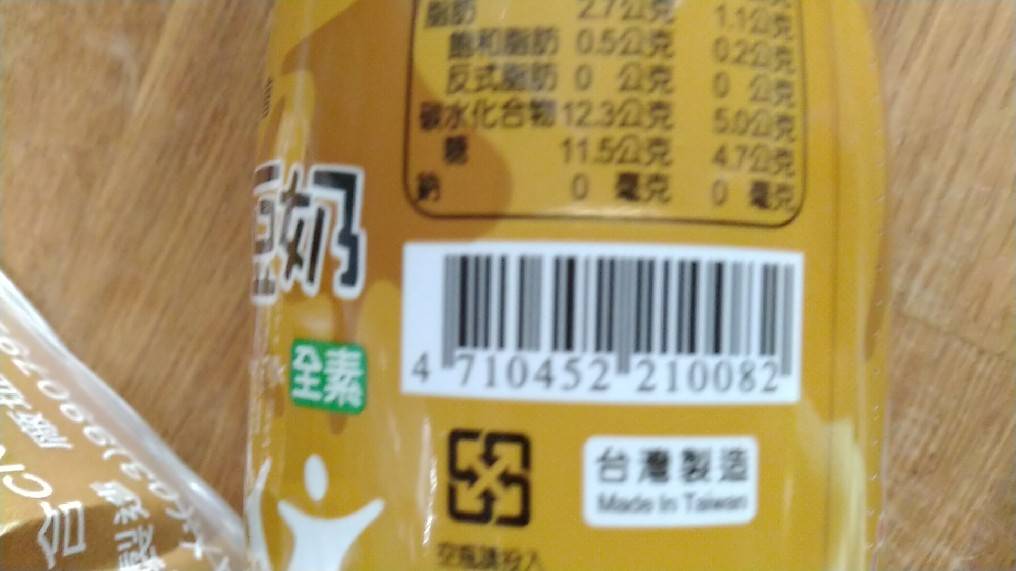 脂肪 2.7公克 1.1公克
飽和脂肪 0.5公克 0.2公克
反式脂肪 0 公克 0 公克
碳水化合物 12.3公克 5.0公克
糖 11.5公克 4.7公克
鈉 0 毫克 0 毫克
豆奶
4 710452 210082
全素
台灣製造
Made In Taiwan
空瓶請投入